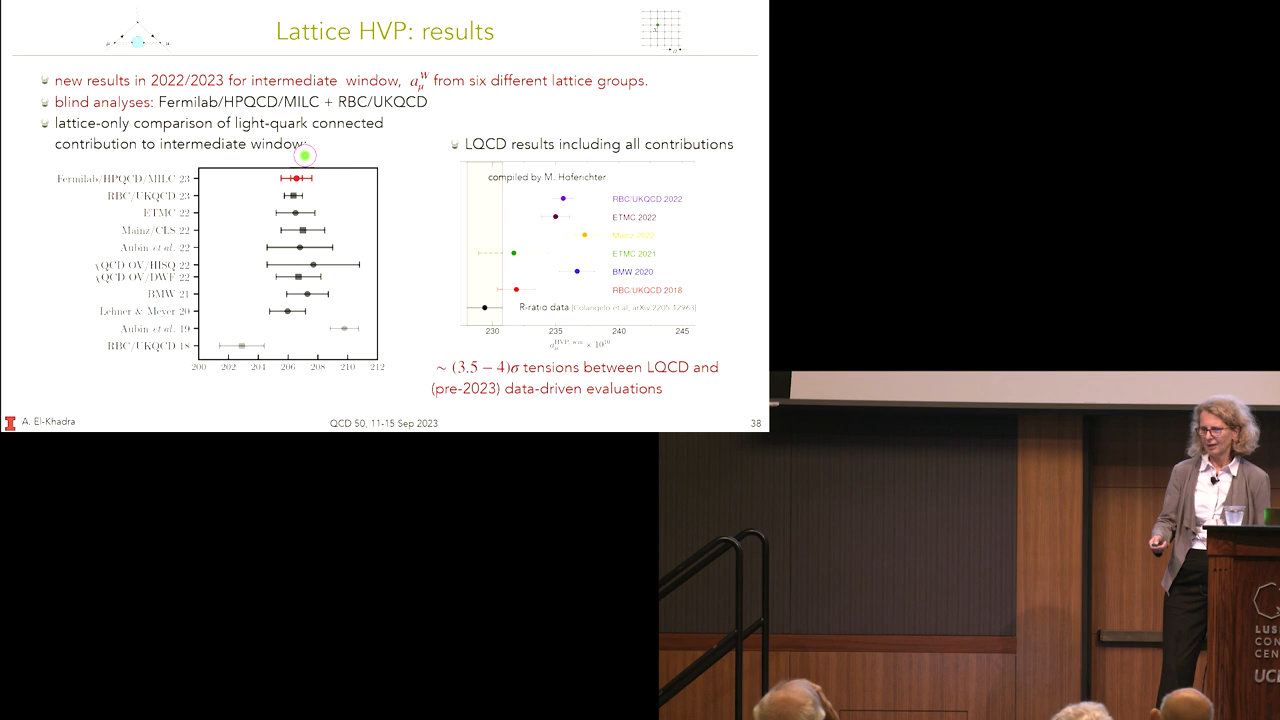 Lattice HVP: results
new results in 2022/2023 for intermediate window, a_μ^W from six different lattice groups.
blind analyses: Fermilab/HPQCD/MILC + RBC/UKQCD
lattice-only comparison of light-quark connected
contribution to intermediate window:
Fermilab/HPQCD/MILC 23
RBC/UKQCD 23
ETMC 22
Mainz/CLS 22
Aubin et al. 22
χQCD OV/HISQ 22
χQCD OV/DWF 22
BMW 21
Lehner & Meyer 20
Aubin et al. 19
RBC/UKQCD 18
200 202 204 206 208 210 212
LQCD results including all contributions
compiled by M. Hoferichter
RBC/UKQCD 2022
ETMC 2022
Mainz 2022
ETMC 2021
BMW 2020
RBC/UKQCD 2018
R-ratio data [Colangelo et al, arXiv 2205.12963]
230 235 240 245
a_μ^HVP, win × 10^10
~ (3.5 – 4)σ tensions between LQCD and
(pre-2023) data-driven evaluations
I A. El-Khadra
QCD 50, 11-15 Sep 2023
38
LUS
CON
CEN
UCL